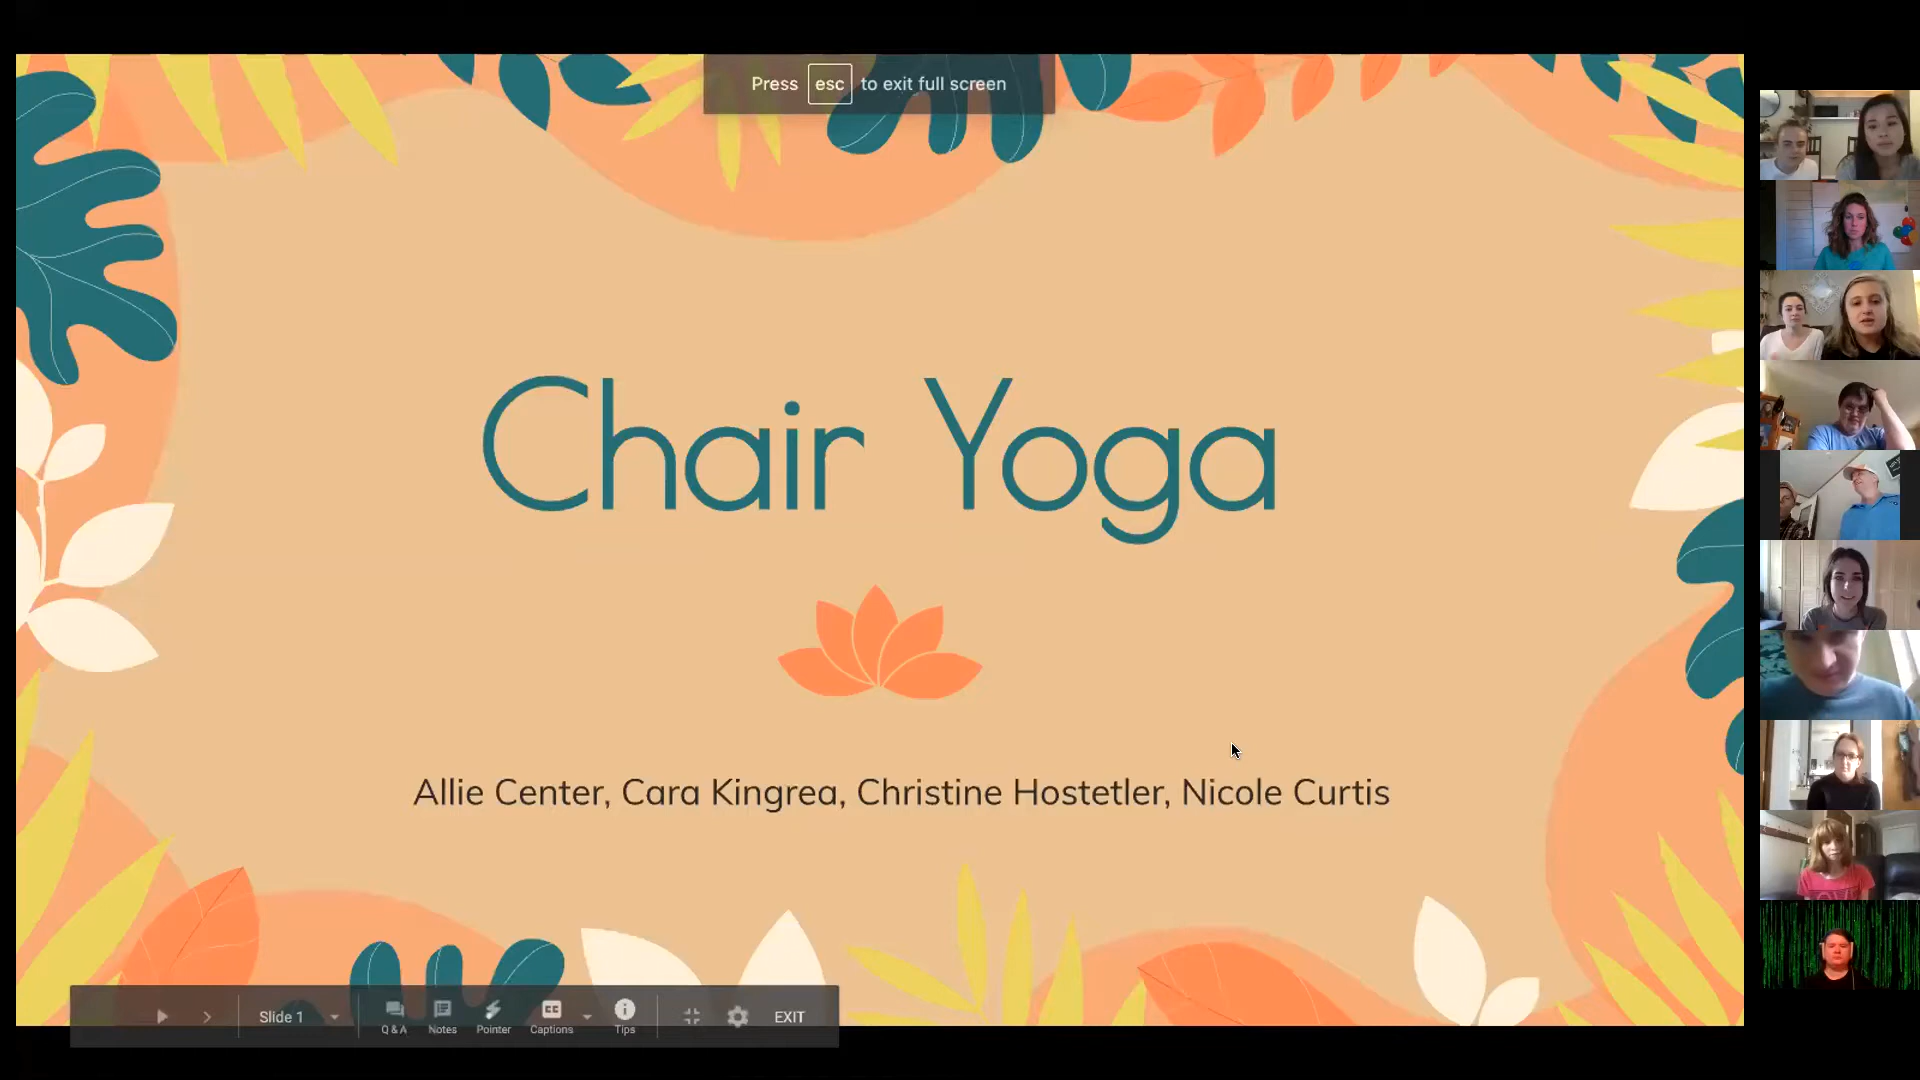 Press esc to exit full screen
Chair Yoga
Allie Center, Cara Kingrea, Christine Hostetler, Nicole Curtis
Slide 1
Q & A
Notes
Pointer
CC
Captions
Tips
EXIT